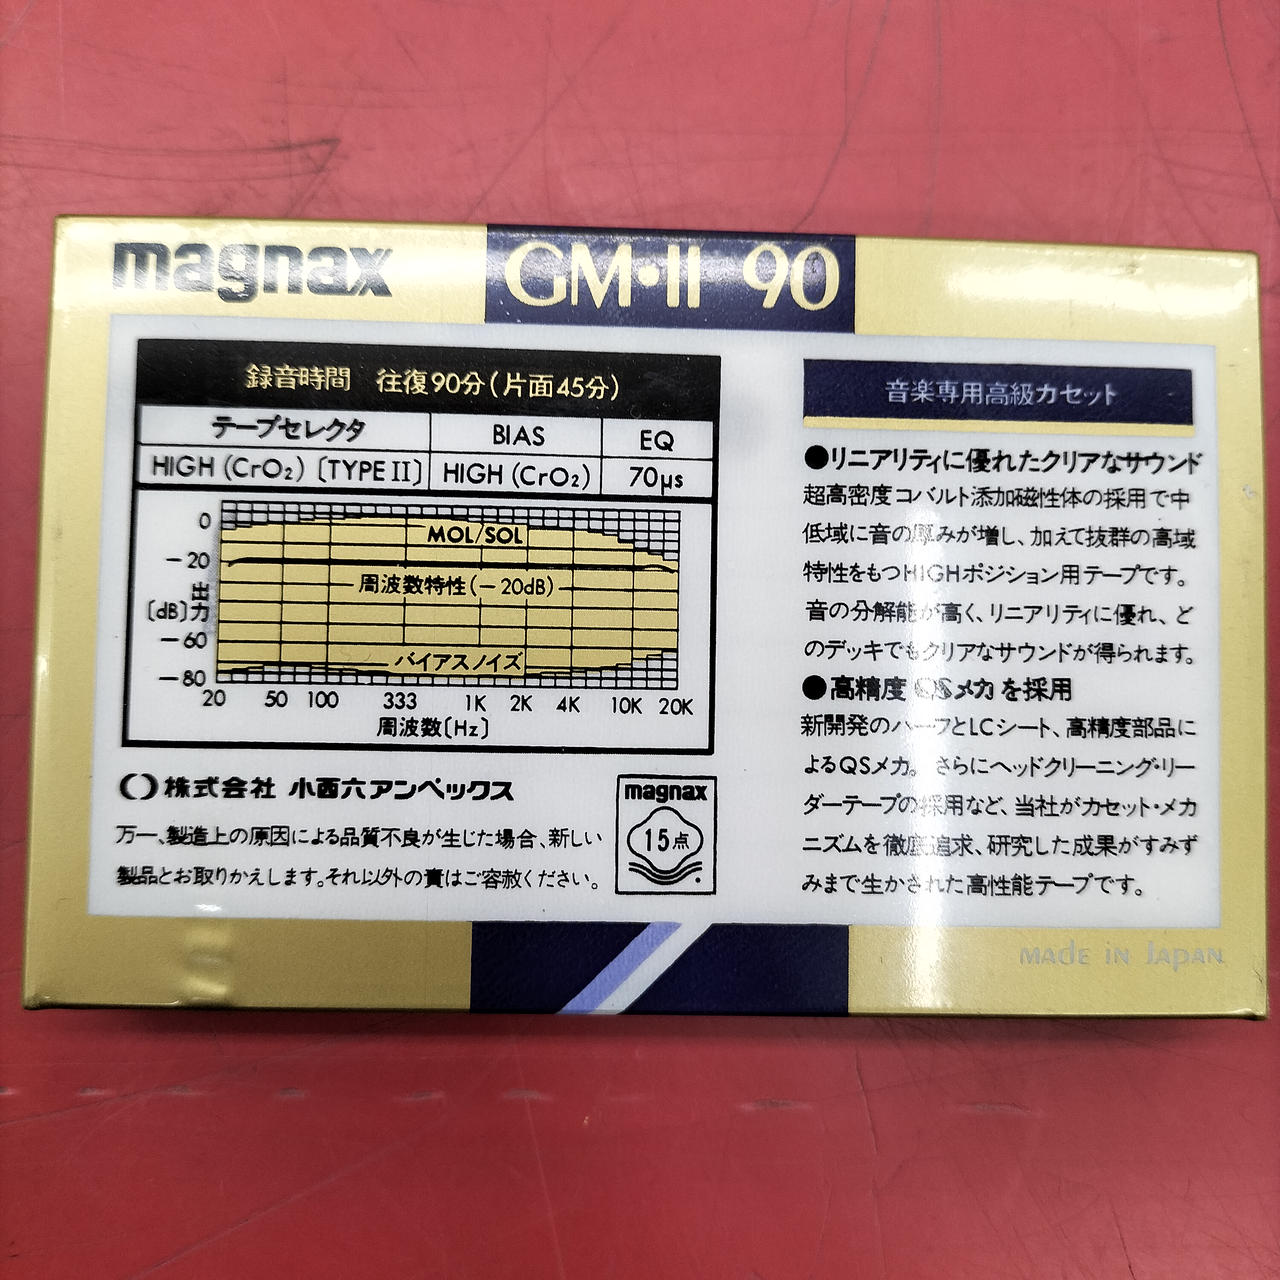 magnax
GM•II 90
録音時間 往復90分(片面45分)
テープセレクタ BIAS EQ
HIGH (CrO₂) [TYPE II] HIGH (CrO₂) 70μs
0
MOL/SOL
−20
周波数特性(−20dB)
出力
[dB]
−60
バイアスノイズ
−80
20 50 100 333 1K 2K 4K 10K 20K
周波数[Hz]
株式会社 小西六アンペックス
万一、製造上の原因による品質不良が生じた場合、新しい
製品とお取りかえします。それ以外の責はご容赦ください。
magnax
15点
音楽専用高級カセット
●リニアリティに優れたクリアなサウンド
超高密度コバルト添加磁性体の採用で中
低域に音の厚みが増し、加えて抜群の高域
特性をもつHIGHポジション用テープです。
音の分解能が高く、リニアリティに優れ、ど
のデッキでもクリアなサウンドが得られます。
●高精度QSメカを採用
新開発のハーフとLCシート、高精度部品に
よるQSメカ。さらにヘッドクリーニング・リー
ダーテープの採用など、当社がカセット・メカ
ニズムを徹底追求、研究した成果がすみず
みまで生かされた高性能テープです。
MADE IN JAPAN